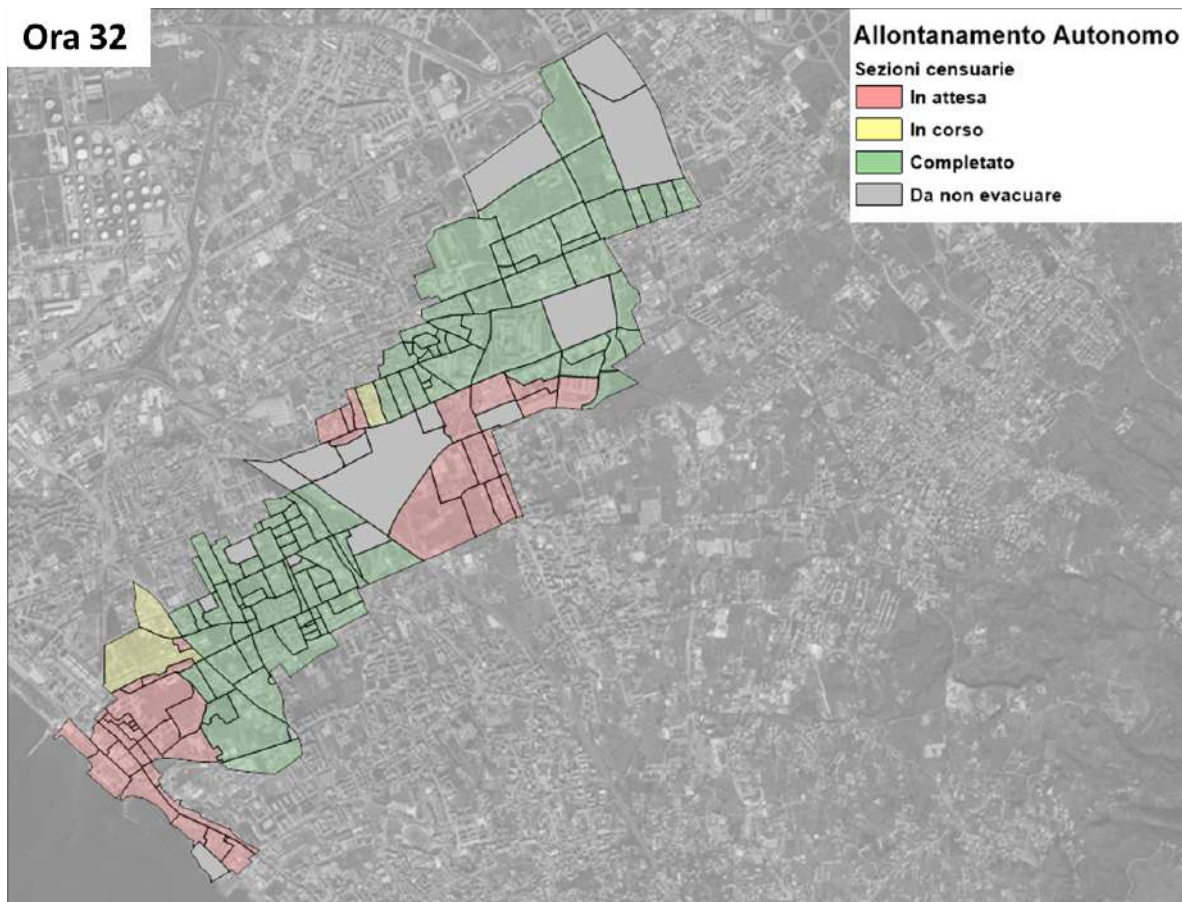 Ora 32
Allontanamento Autonomo
Sezioni censuarie
In attesa
In corso
Completato
Da non evacuare